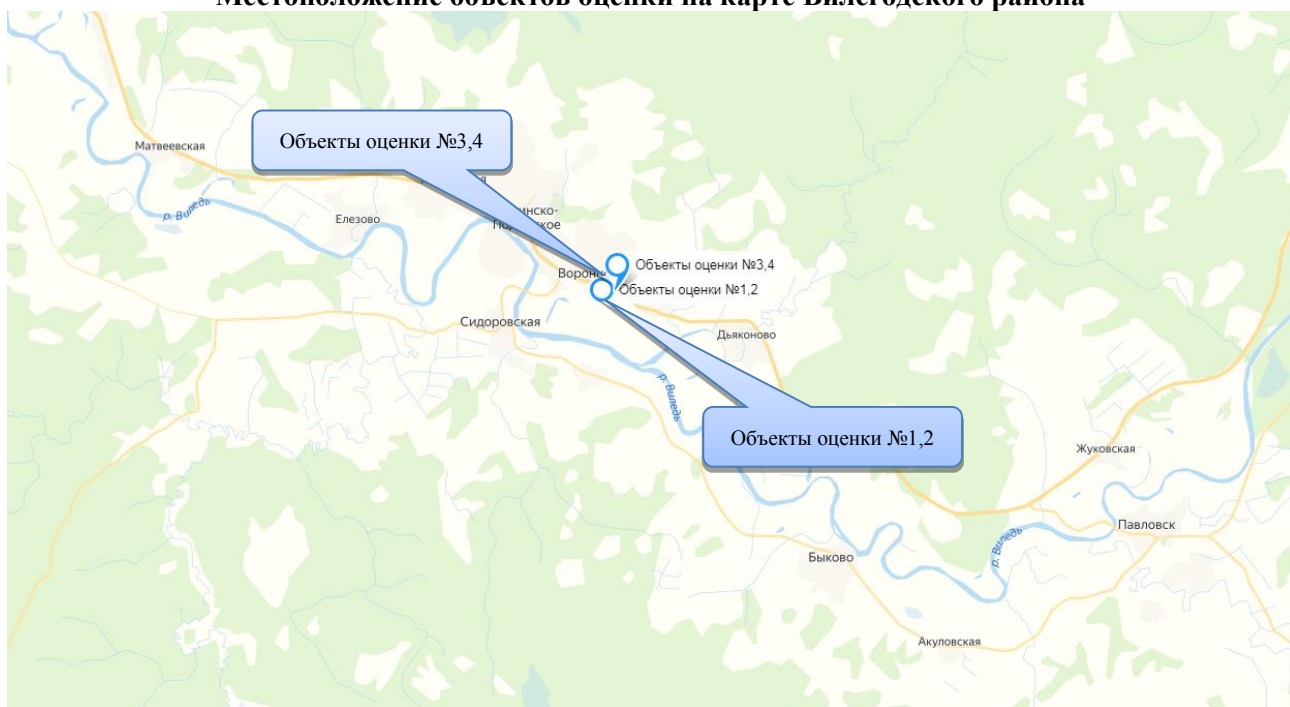 Местоположение объектов оценки на карте Вилегодского района
Матвеевская
Объекты оценки №3,4
р. Виледь
Елезово
Объекты оценки №3,4
Объекты оценки №1,2
Сидоровская
Дьяконово
р. Виледь
Объекты оценки №1,2
Жуковская
Павловск
р. Виледь
Быково
Акуловская